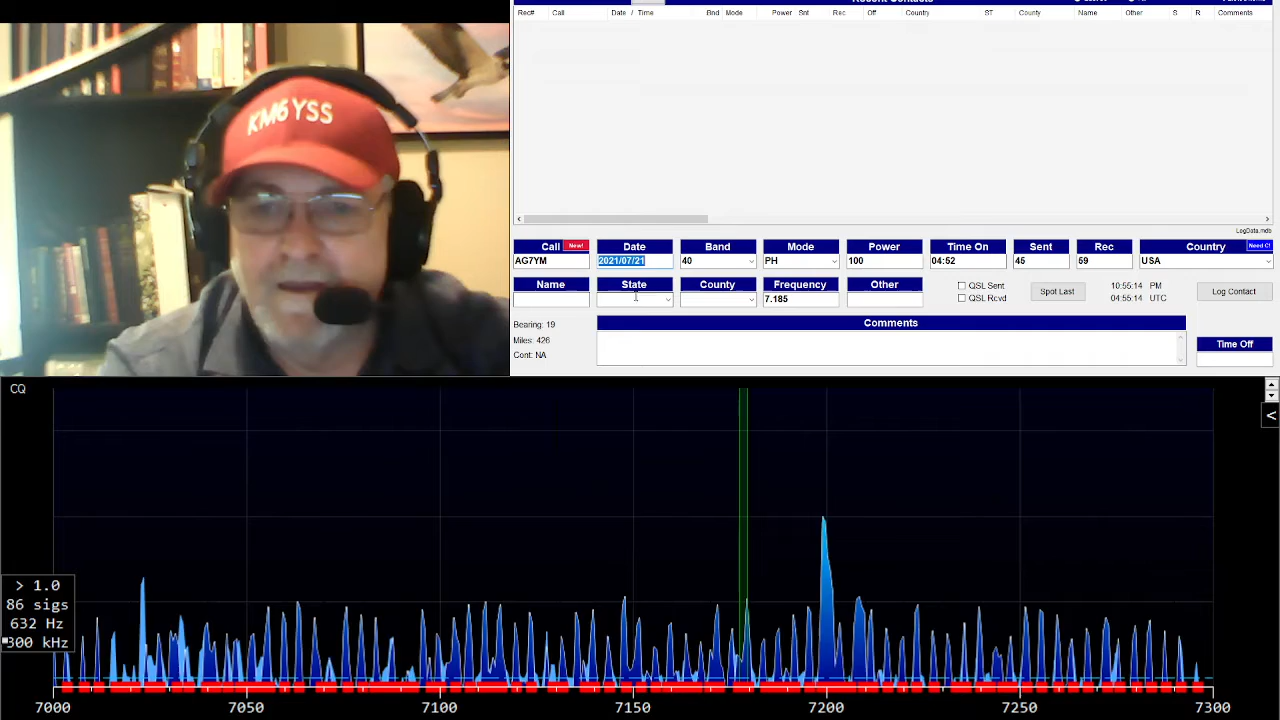 KM6YSS
Rec# Call Date / Time Bnd Mode Power Snt Rec Off Country ST County Name Other S R Comments
LogData.mdb
Call New! Date Band Mode Power Time On Sent Rec Country Need C!
AG7YM 2021/07/21 40 PH 100 04:52 45 59 USA
Name State County Frequency Other
7.185
QSL Sent
QSL Rcvd
Spot Last
10:55:14 PM
04:55:14 UTC
Log Contact
Bearing: 19
Miles: 426
Cont: NA
Comments
Time Off
CQ
<
> 1.0
86 sigs
632 Hz
300 kHz
7000 7050 7100 7150 7200 7250 7300